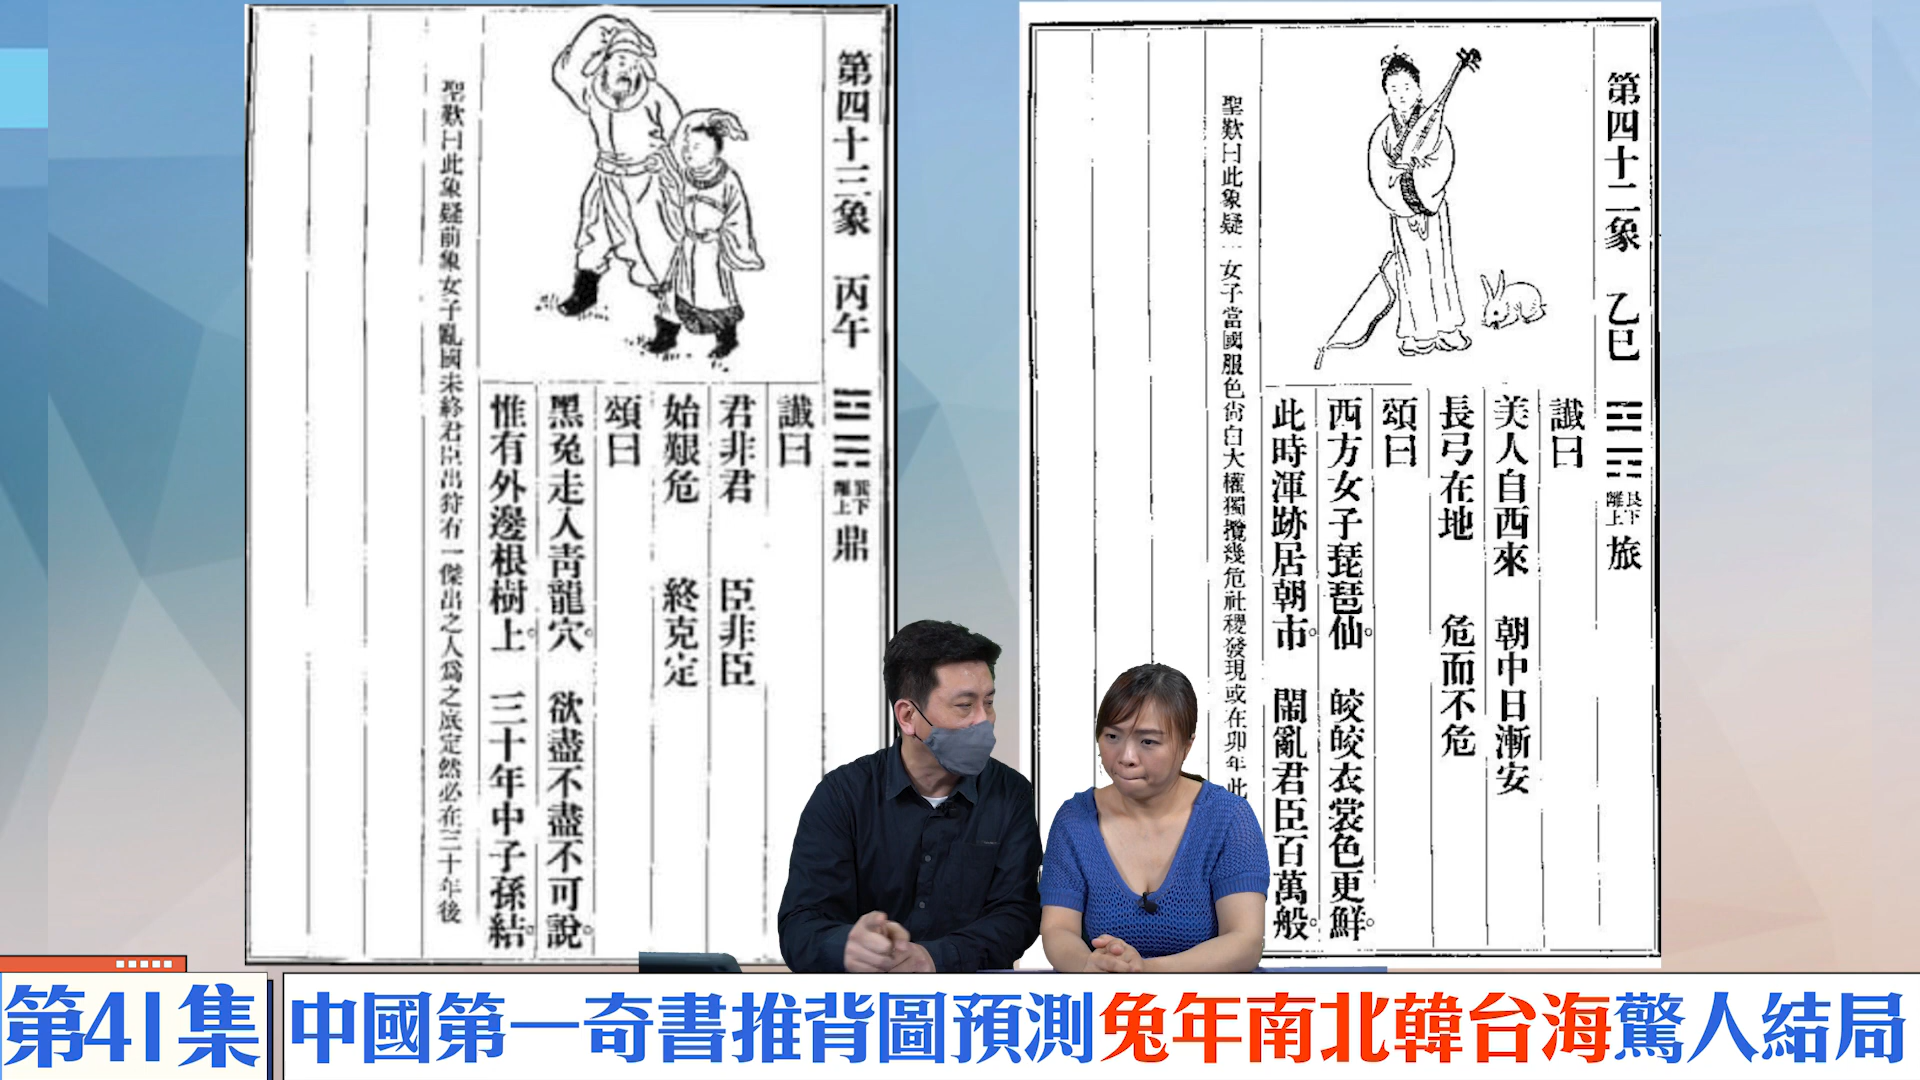 第四十二象 乙巳 艮下離上 旅
讖曰
美人自西來 朝中日漸安
長弓在地 危而不危
頌曰
西方女子琵琶仙。 皎皎衣裳色更鮮。
此時渾跡居朝市。 鬧亂君臣百萬般。
聖歎曰此象疑一女子當國服色尚白大權獨攬幾危社稷發現或在卯年此
第四十三象 丙午 巽下離上 鼎
讖曰
君非君 臣非臣
始艱危 終克定
頌曰
黑兔走入青龍穴。 欲盡不盡不可說。
惟有外邊根樹上。 三十年中子孫結。
聖歎曰此象疑前象女子亂國未終君臣出狩有一傑出之人為之底定然必在三十年後
第41集
中國第一奇書推背圖預測兔年南北韓台海驚人結局